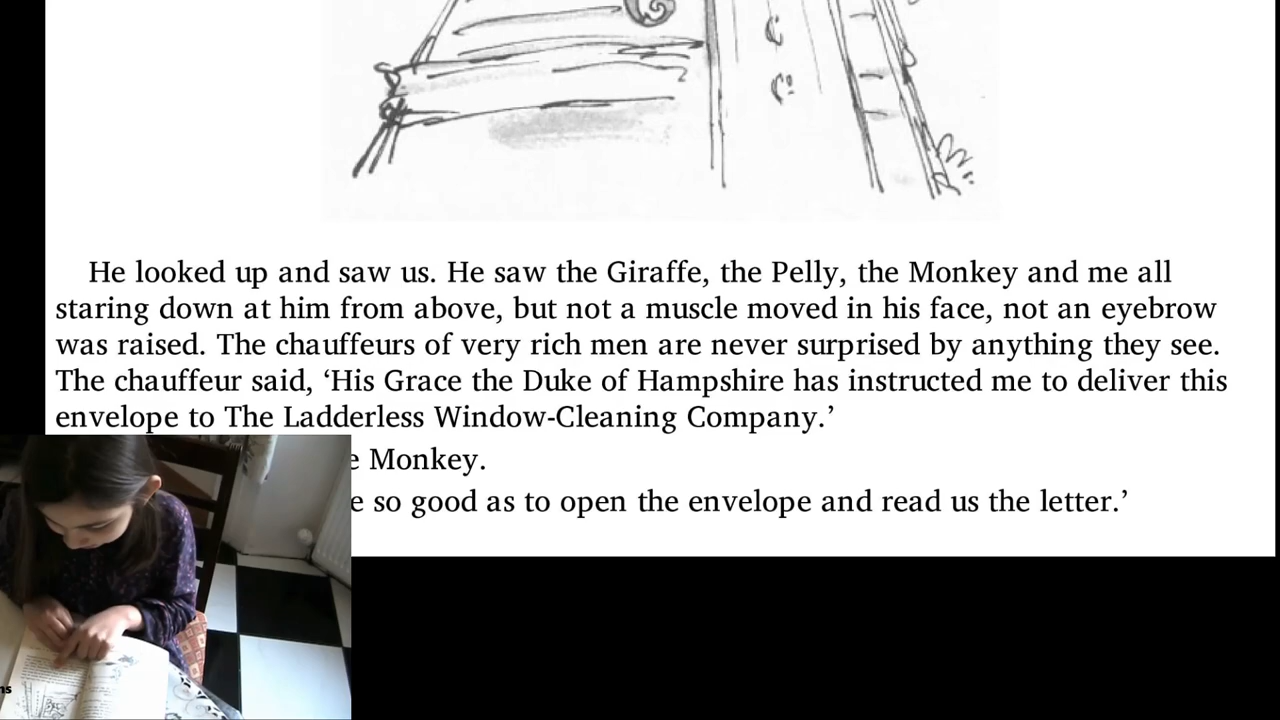 He looked up and saw us. He saw the Giraffe, the Pelly, the Monkey and me all
staring down at him from above, but not a muscle moved in his face, not an eyebrow
was raised. The chauffeurs of very rich men are never surprised by anything they see.
The chauffeur said, ‘His Grace the Duke of Hampshire has instructed me to deliver this
envelope to The Ladderless Window-Cleaning Company.’
Monkey.
so good as to open the envelope and read us the letter.’